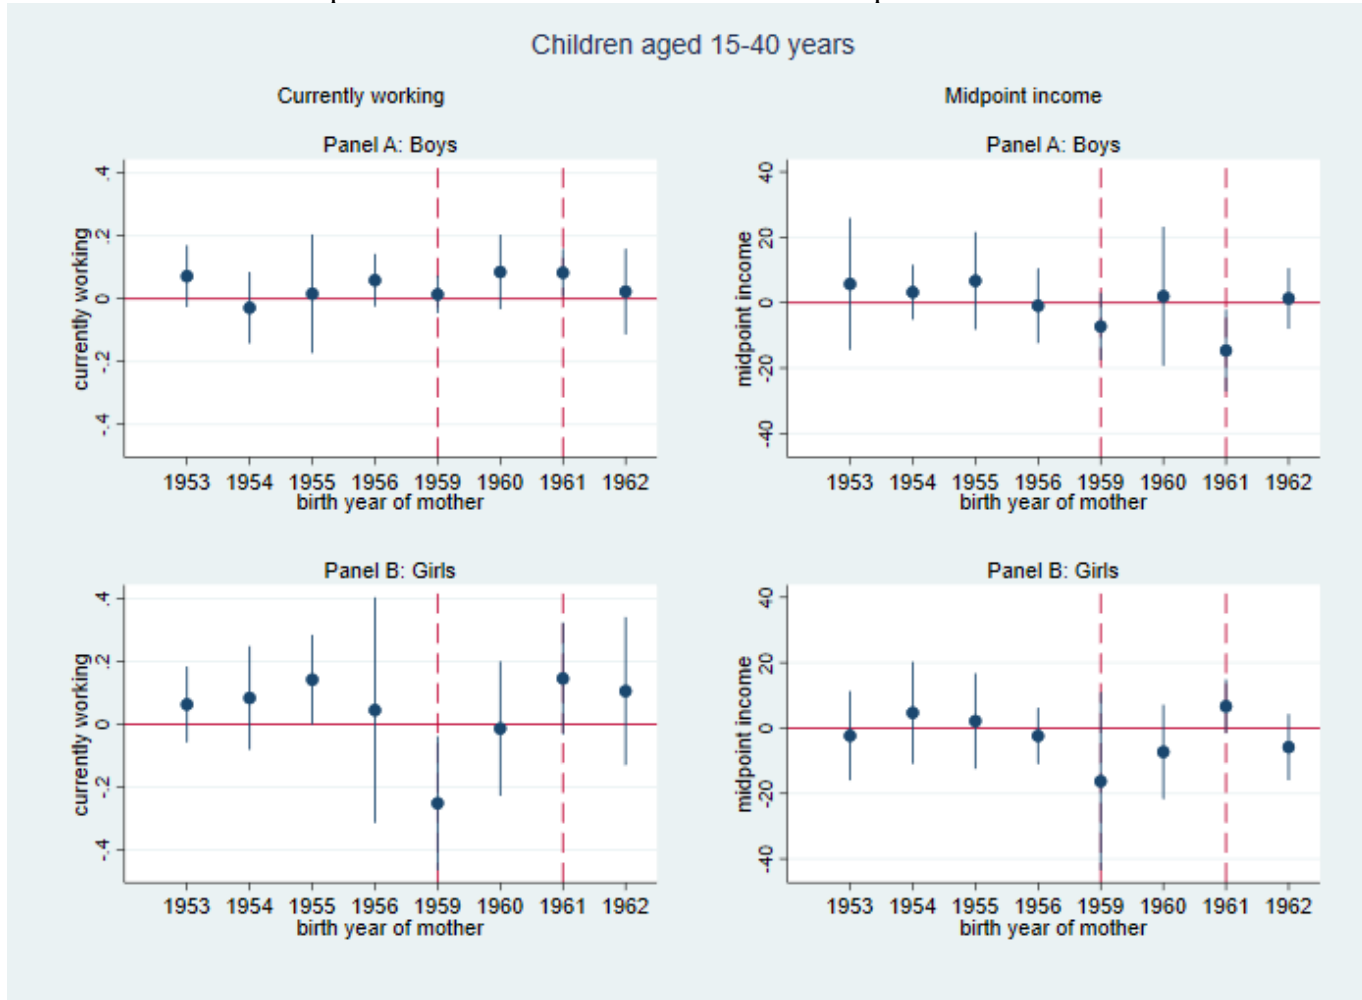 Children aged 15-40 years
Currently working
Midpoint income
Panel A: Boys
currently working
.4
.2
0
-.2
-.4
1953 1954 1955 1956 1959 1960 1961 1962
birth year of mother
Panel A: Boys
midpoint income
40
20
0
-20
-40
1953 1954 1955 1956 1959 1960 1961 1962
birth year of mother
Panel B: Girls
currently working
.4
.2
0
-.2
-.4
1953 1954 1955 1956 1959 1960 1961 1962
birth year of mother
Panel B: Girls
midpoint income
40
20
0
-20
-40
1953 1954 1955 1956 1959 1960 1961 1962
birth year of mother